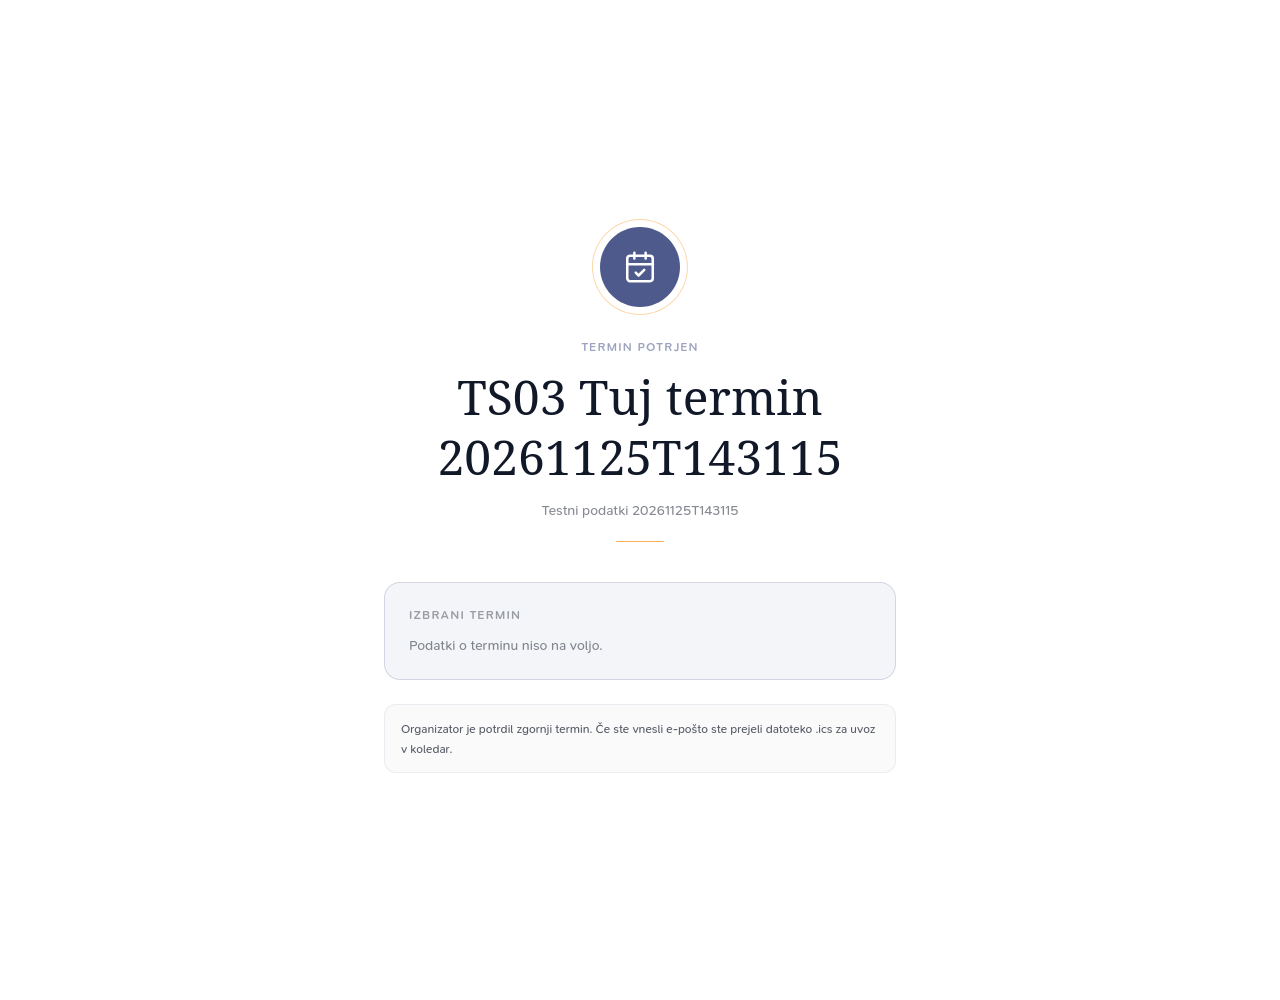 TERMIN POTRJEN
TS03 Tuj termin
20261125T143115
Testni podatki 20261125T143115
IZBRANI TERMIN
Podatki o terminu niso na voljo.
Organizator je potrdil zgornji termin. Če ste vnesli e-pošto ste prejeli datoteko .ics za uvoz
v koledar.